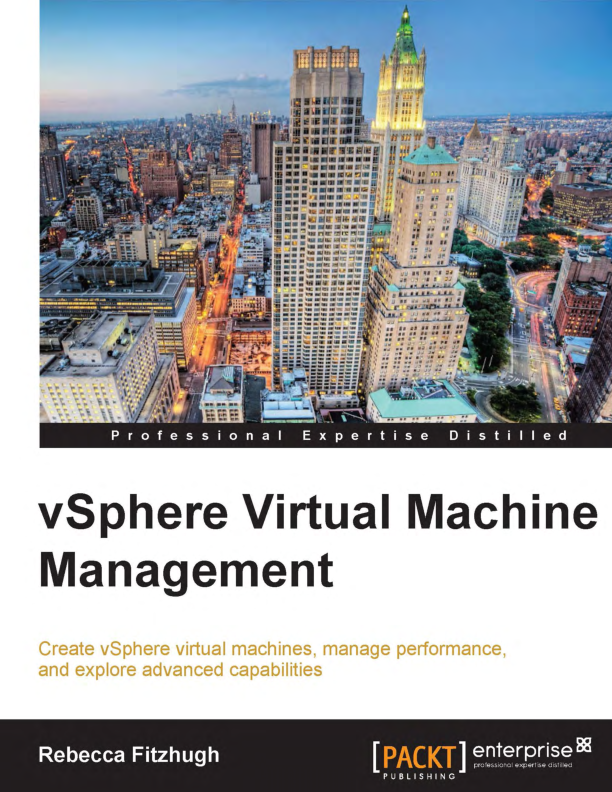 Professional Expertise Distilled
vSphere Virtual Machine
Management
Create vSphere virtual machines, manage performance,
and explore advanced capabilities
Rebecca Fitzhugh
[PACKT]
PUBLISHING
enterprise
professional expertise distilled